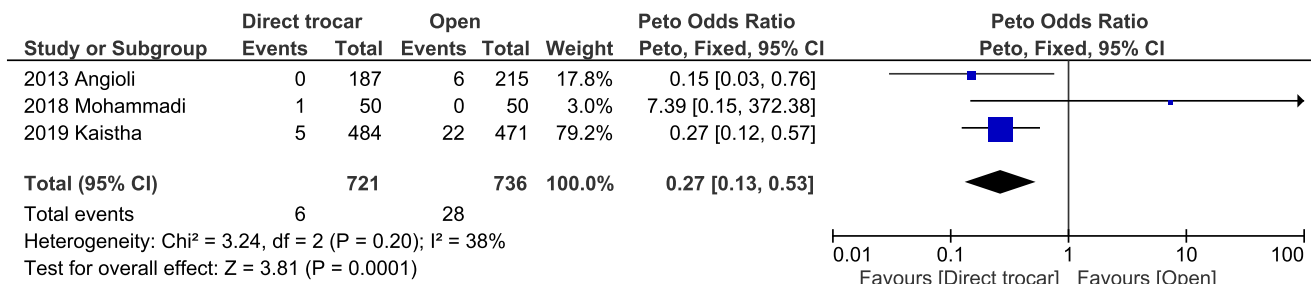 Direct trocar Open Peto Odds Ratio Peto Odds Ratio
Study or Subgroup Events Total Events Total Weight Peto, Fixed, 95% CI Peto, Fixed, 95% CI
2013 Angioli 0 187 6 215 17.8% 0.15 [0.03, 0.76]
2018 Mohammadi 1 50 0 50 3.0% 7.39 [0.15, 372.38]
2019 Kaistha 5 484 22 471 79.2% 0.27 [0.12, 0.57]
Total (95% CI) 721 736 100.0% 0.27 [0.13, 0.53]
Total events 6 28
Heterogeneity: Chi² = 3.24, df = 2 (P = 0.20); I² = 38%
Test for overall effect: Z = 3.81 (P = 0.0001)
0.01 0.1 1 10 100
Favours [Direct trocar] Favours [Open]